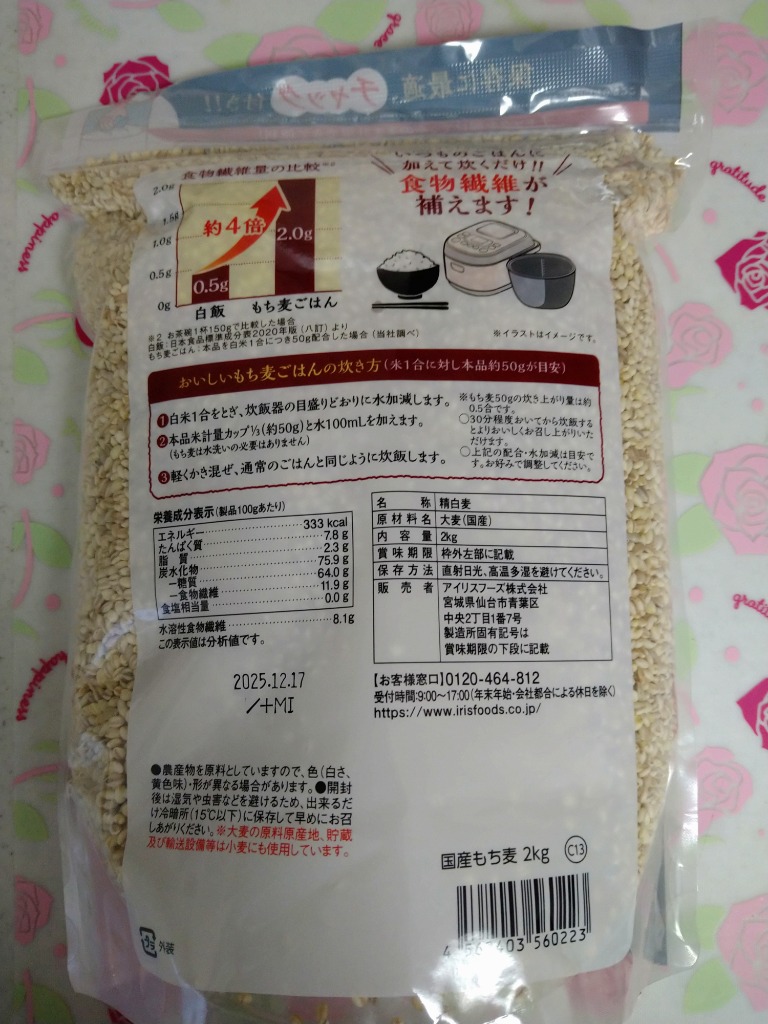 保存に最適
チャック付き!!
grace
gratitude
appiness
食物繊維量の比較※2
2.0g
1.5g
1.0g
0.5g
0g
約4倍
0.5g
2.0g
白飯 もち麦ごはん
いつものごはんに
加えて炊くだけ!!
食物繊維が
補えます!
※イラストはイメージです。
※2 お茶碗1杯150gで比較した場合
白飯:日本食品標準成分表2020年版(八訂)より
もち麦ごはん:本品を白米1合につき50g配合した場合(当社調べ)
おいしいもち麦ごはんの炊き方(米1合に対し本品約50gが目安)
❶白米1合をとぎ、炊飯器の目盛りどおりに水加減します。
❷本品米計量カップ⅓(約50g)と水100mLを加えます。
(もち麦は水洗いの必要はありません)
❸軽くかき混ぜ、通常のごはんと同じように炊飯します。
※もち麦50gの炊き上がり量は約
0.5合です。
○30分程度おいてから炊飯する
とよりおいしくお召し上がりいた
だけます。
○上記の配合・水加減は目安で
す。お好みで調整してください。
栄養成分表示(製品100gあたり)
エネルギー 333 kcal
たんぱく質 7.8 g
脂 質 2.3 g
炭水化物 75.9 g
ー糖質 64.0 g
ー食物繊維 11.9 g
食塩相当量 0.0 g
水溶性食物繊維 8.1g
この表示値は分析値です。
名 称 精白麦
原材料名 大麦(国産)
内 容 量 2kg
賞味期限 枠外左部に記載
保存方法 直射日光、高温多湿を避けてください。
販 売 者 アイリスフーズ株式会社
宮城県仙台市青葉区
中央2丁目1番7号
製造所固有記号は
賞味期限の下段に記載
2025.12.17
/+MI
【お客様窓口】0120-464-812
受付時間:9:00〜17:00(年末年始・会社都合による休日を除く)
https://www.irisfoods.co.jp/
●農産物を原料としていますので、色(白さ、
黄色味)・形が異なる場合があります。●開封
後は湿気や虫害などを避けるため、出来るだ
け冷暗所(15℃以下)に保存して早めにお召
しあがりください。※大麦の原料原産地、貯蔵
及び輸送設備等は小麦にも使用しています。
プラ 外装
国産もち麦 2kg C13
560223